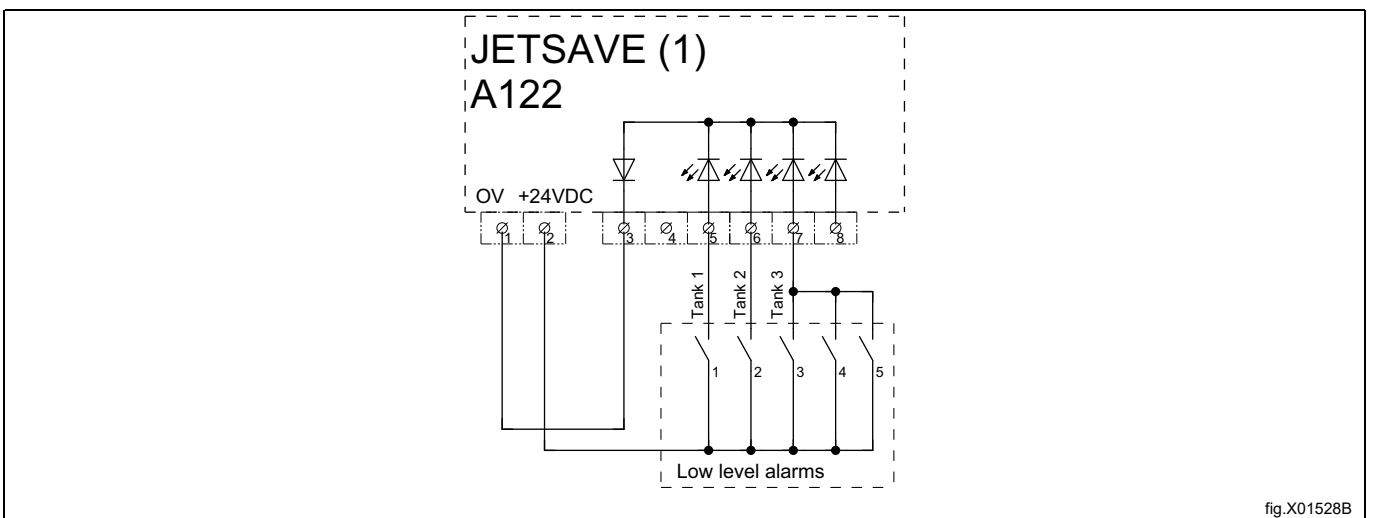 JETSAVE (1)
A122
OV +24VDC
1 2 3 4 5 6 7 8
Tank 1
Tank 2
Tank 3
1 2 3 4 5
Low level alarms
fig.X01528B